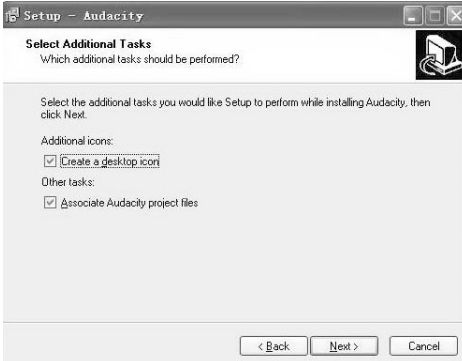 Setup - Audacity
Select Additional Tasks
Which additional tasks should be performed?
Select the additional tasks you would like Setup to perform while installing Audacity, then
click Next.
Additional icons:
Create a desktop icon
Other tasks:
Associate Audacity project files
< Back
Next >
Cancel